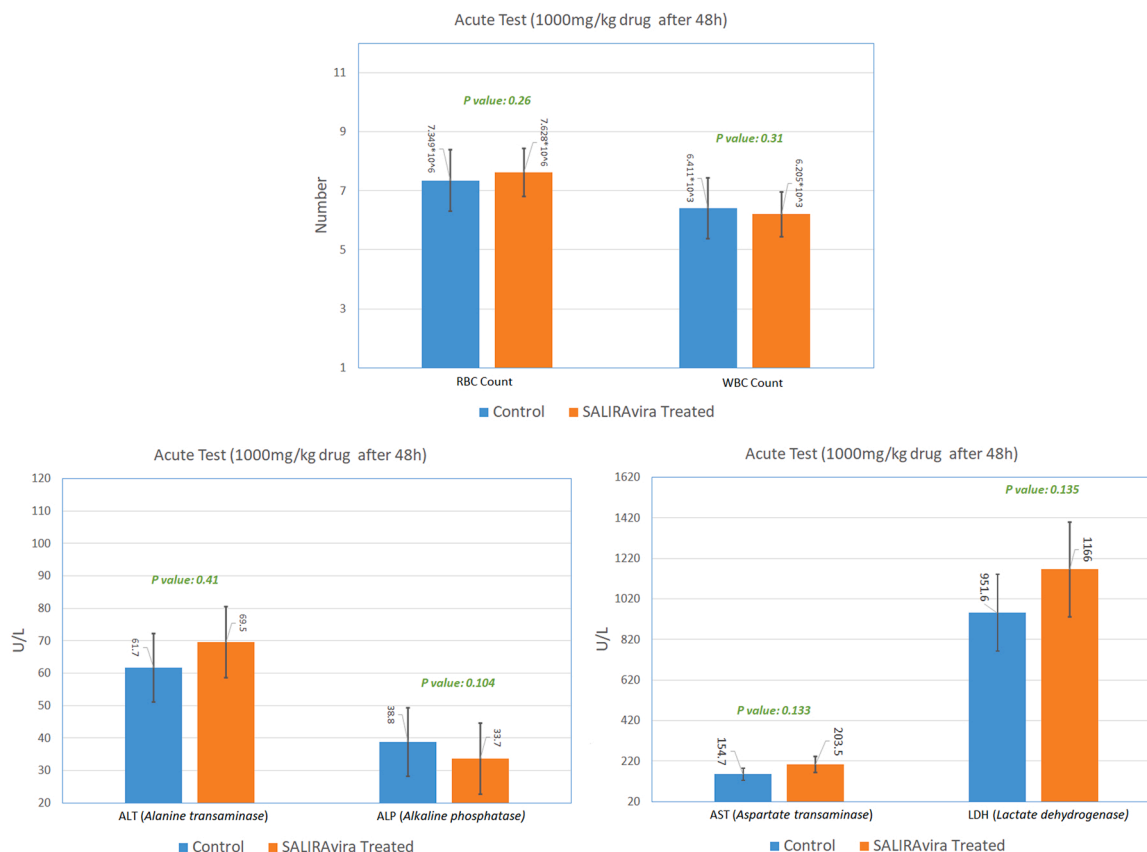 Acute Test (1000mg/kg drug after 48h)
11
9
7
5
3
1
Number
P value: 0.26
7.349*10^6
7.628*10^6
P value: 0.31
6.411*10^3
6.205*10^3
RBC Count
WBC Count
Control
SALIRAvira Treated
Acute Test (1000mg/kg drug after 48h)
120
110
100
90
80
70
60
50
40
30
20
U/L
P value: 0.41
61.7
69.5
P value: 0.104
38.8
33.7
ALT (Alanine transaminase)
ALP (Alkaline phosphatase)
Control
SALIRAvira Treated
Acute Test (1000mg/kg drug after 48h)
1620
1420
1220
1020
820
620
420
220
20
U/L
P value: 0.133
154.7
203.5
P value: 0.135
951.6
1166
AST (Aspartate transaminase)
LDH (Lactate dehydrogenase)
Control
SALIRAvira Treated